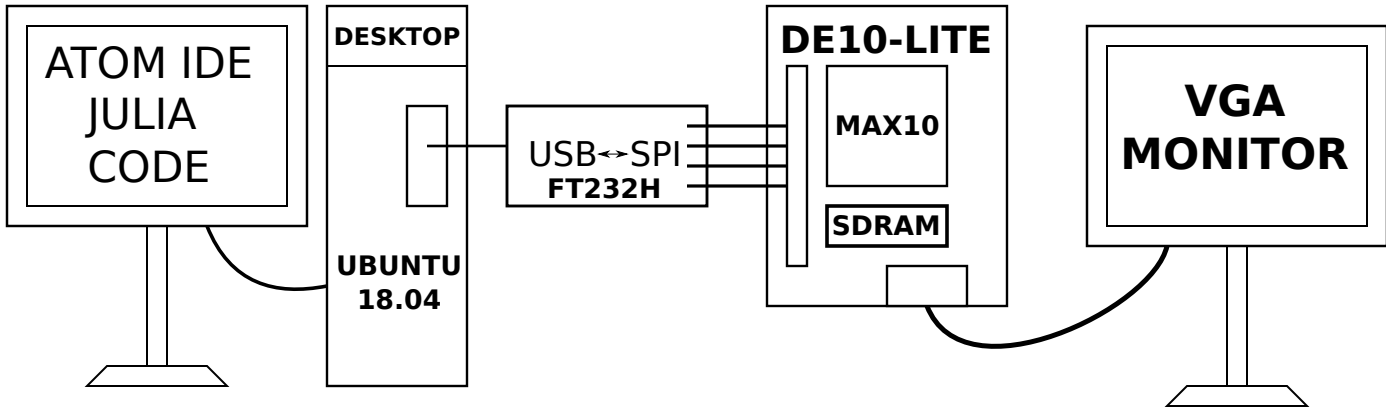 ATOM IDE
JULIA
CODE
DESKTOP
UBUNTU
18.04
USB↔SPI
FT232H
DE10-LITE
MAX10
SDRAM
VGA
MONITOR